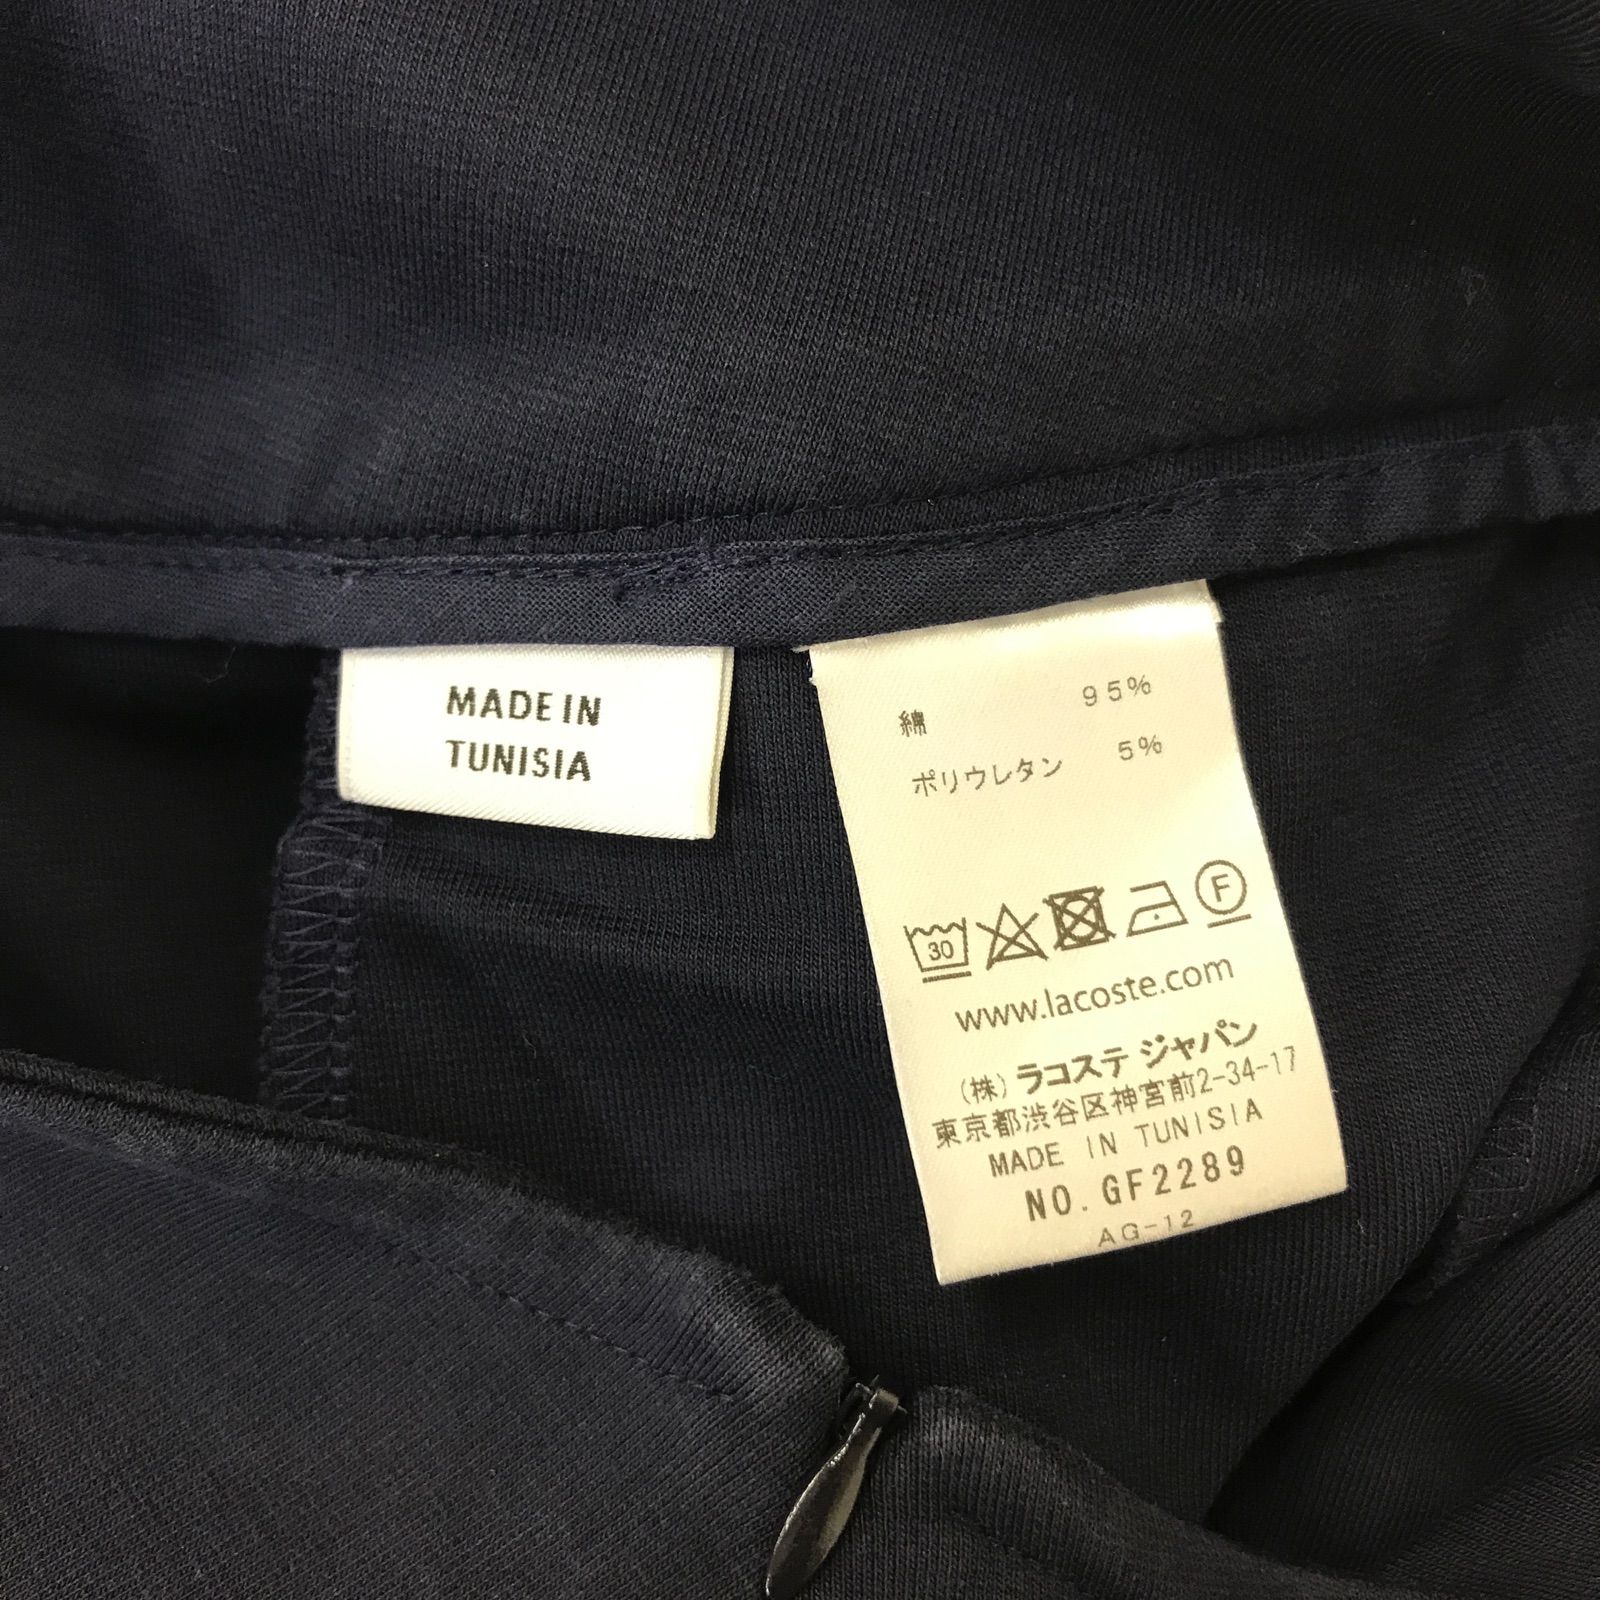 MADE IN
TUNISIA
綿 95%
ポリウレタン 5%
30 F
www.lacoste.com
(株) ラコステ ジャパン
東京都渋谷区神宮前2-34-17
MADE IN TUNISIA
NO. GF2289
AG-12